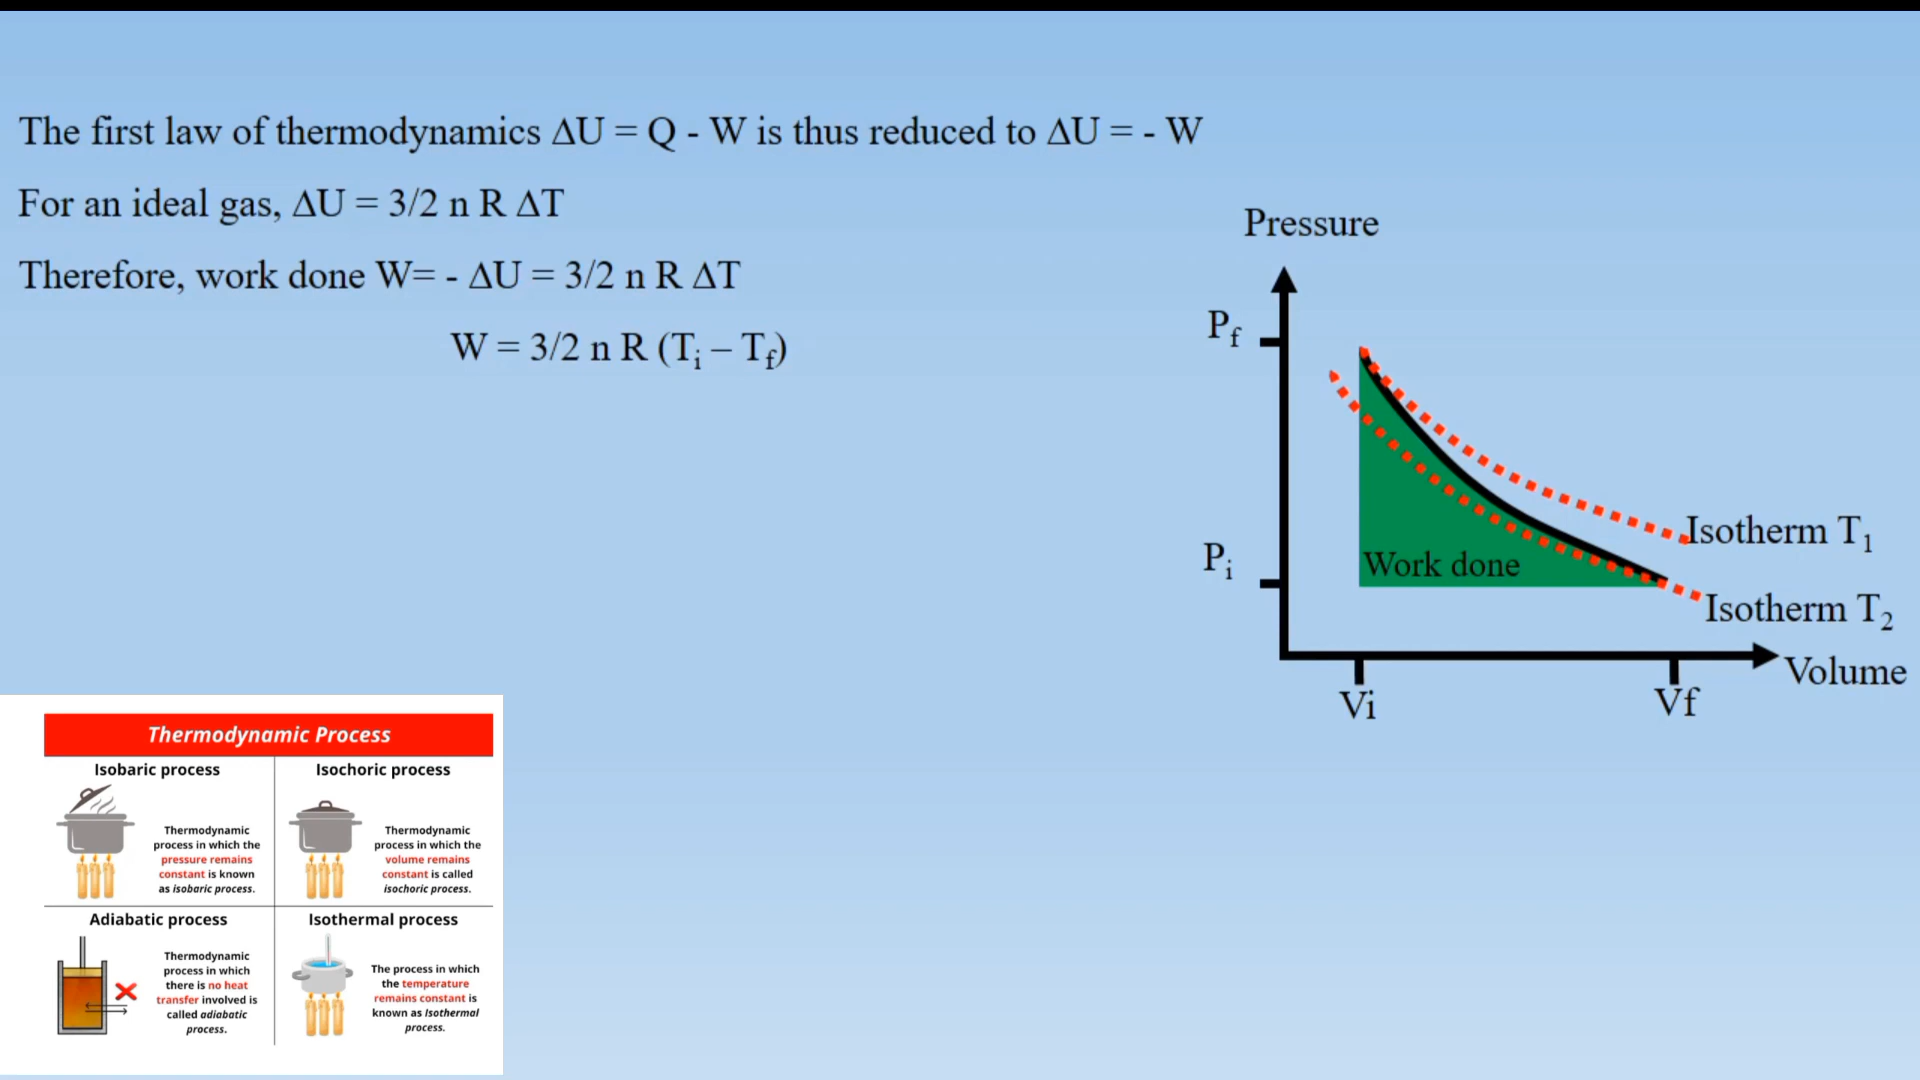 The first law of thermodynamics ΔU = Q - W is thus reduced to ΔU = - W
For an ideal gas, ΔU = 3/2 n R ΔT
Therefore, work done W= - ΔU = 3/2 n R ΔT
W = 3/2 n R (Tᵢ – T_f)
Pressure
P_f
Pᵢ
Work done
Isotherm T₁
Isotherm T₂
Volume
Vi
Vf
Thermodynamic Process
Isobaric process
Thermodynamic
process in which the
pressure remains
constant is known
as isobaric process.
Isochoric process
Thermodynamic
process in which the
volume remains
constant is called
isochoric process.
Adiabatic process
Thermodynamic
process in which
there is no heat
transfer involved is
called adiabatic
process.
Isothermal process
The process in which
the temperature
remains constant is
known as Isothermal
process.